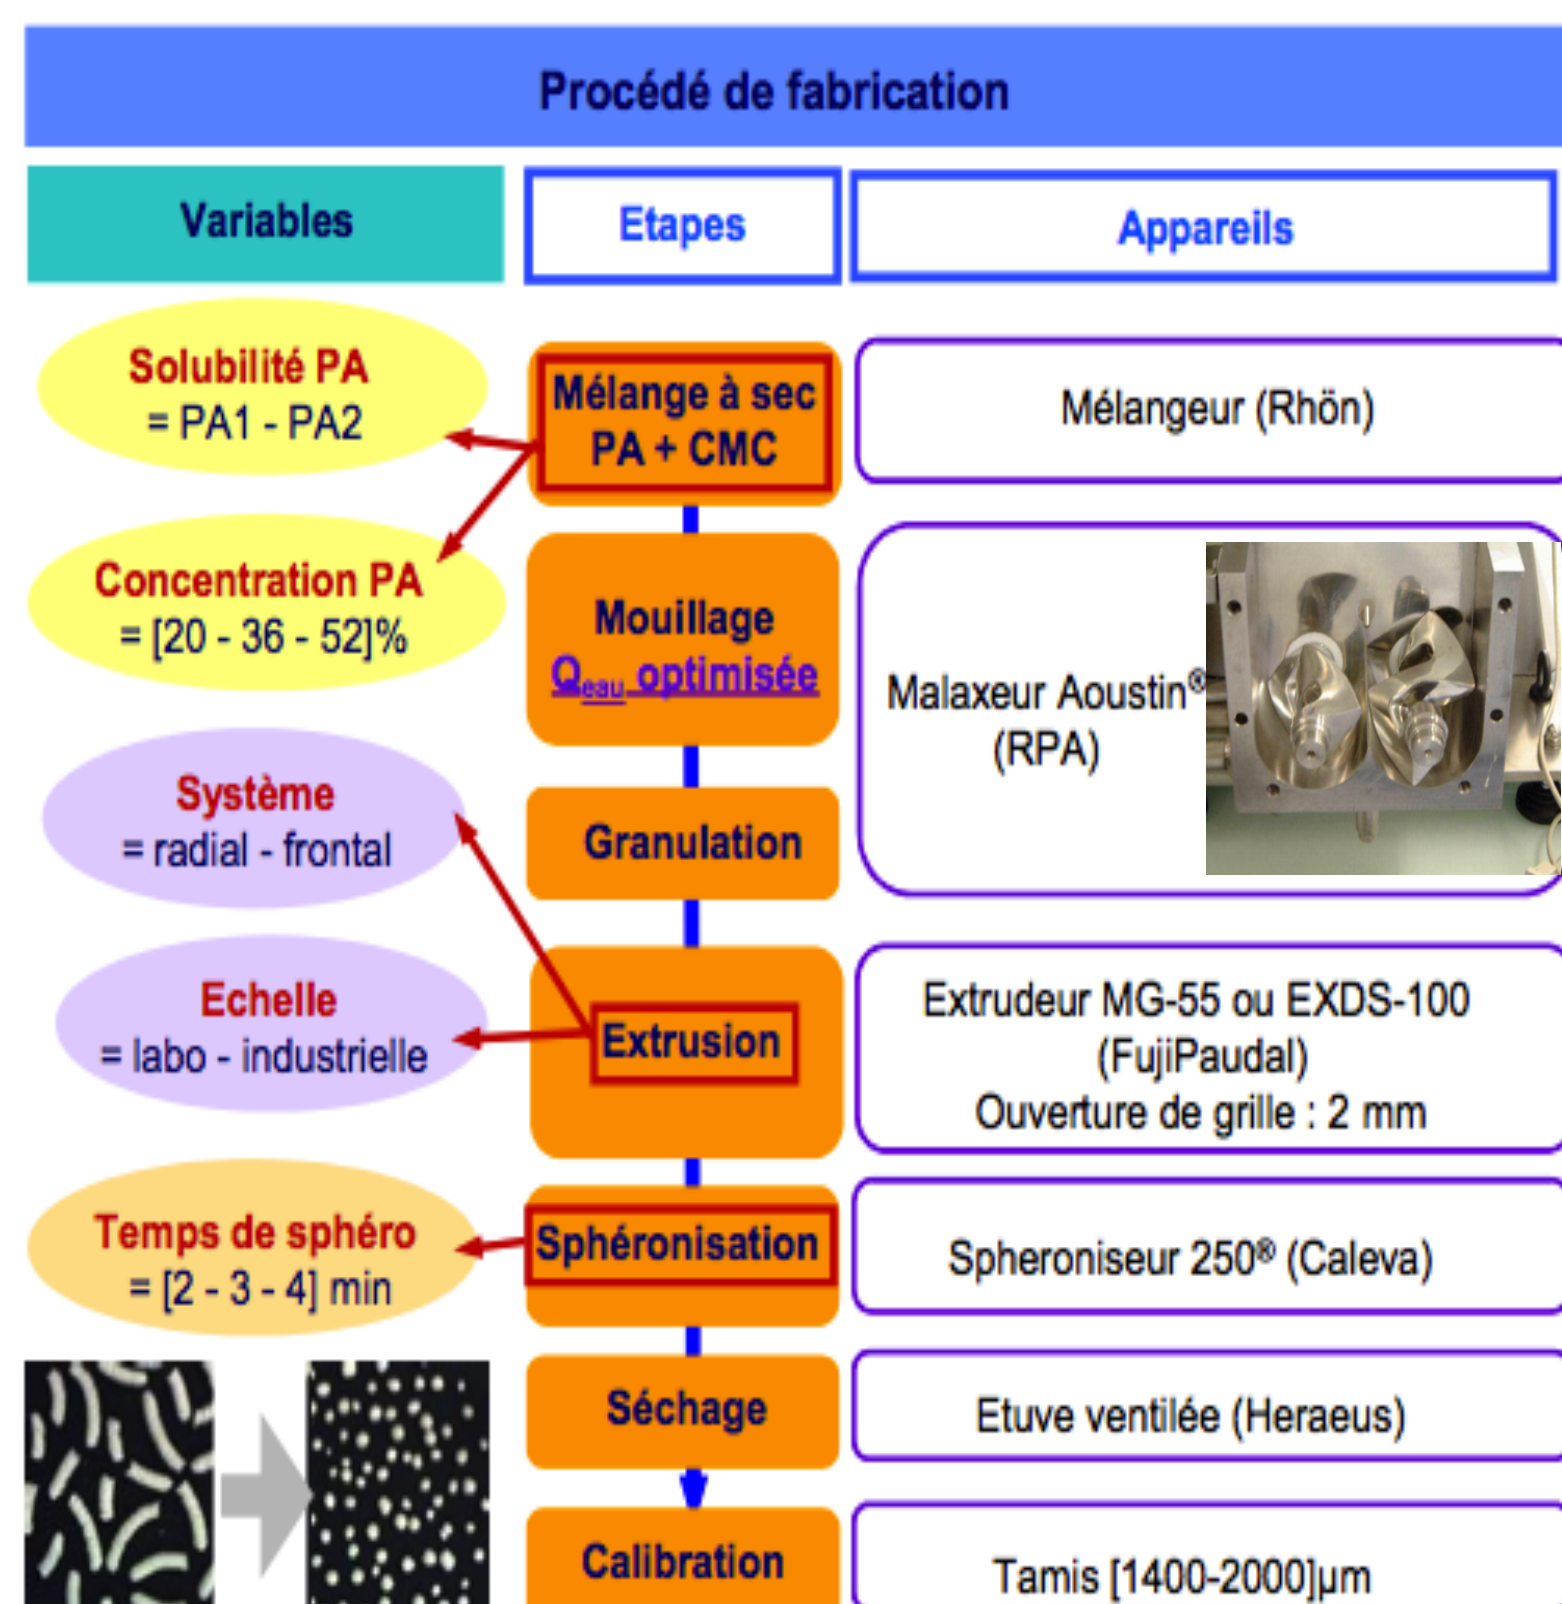 Procédé de fabrication
Variables
Etapes
Appareils
Solubilité PA
= PA1 - PA2
Mélange à sec
PA + CMC
Mélangeur (Rhön)
Concentration PA
= [20 - 36 - 52]%
Mouillage
Qeau optimisée
Malaxeur Aoustin®
(RPA)
Système
= radial - frontal
Granulation
Echelle
= labo - industrielle
Extrusion
Extrudeur MG-55 ou EXDS-100
(FujiPaudal)
Ouverture de grille : 2 mm
Temps de sphéro
= [2 - 3 - 4] min
Sphéronisation
Spheroniseur 250® (Caleva)
Séchage
Etuve ventilée (Heraeus)
Calibration
Tamis [1400-2000]µm